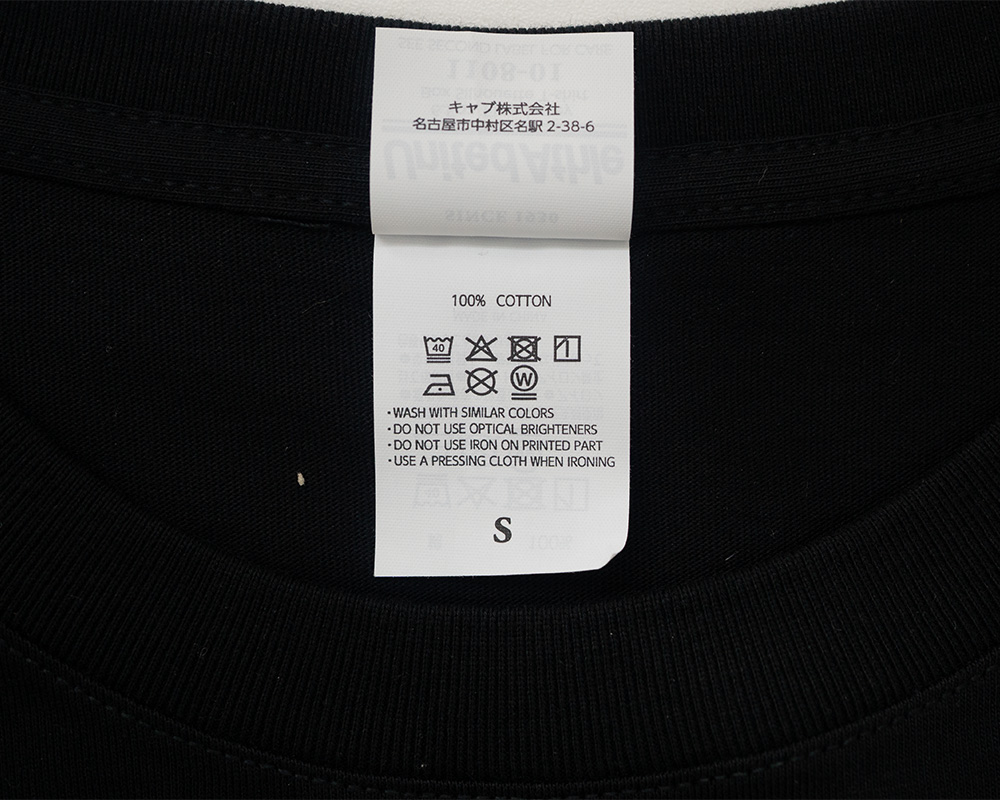 キャブ株式会社
名古屋市中村区名駅 2-38-6
100% COTTON
40
W
・WASH WITH SIMILAR COLORS
・DO NOT USE OPTICAL BRIGHTENERS
・DO NOT USE IRON ON PRINTED PART
・USE A PRESSING CLOTH WHEN IRONING
S